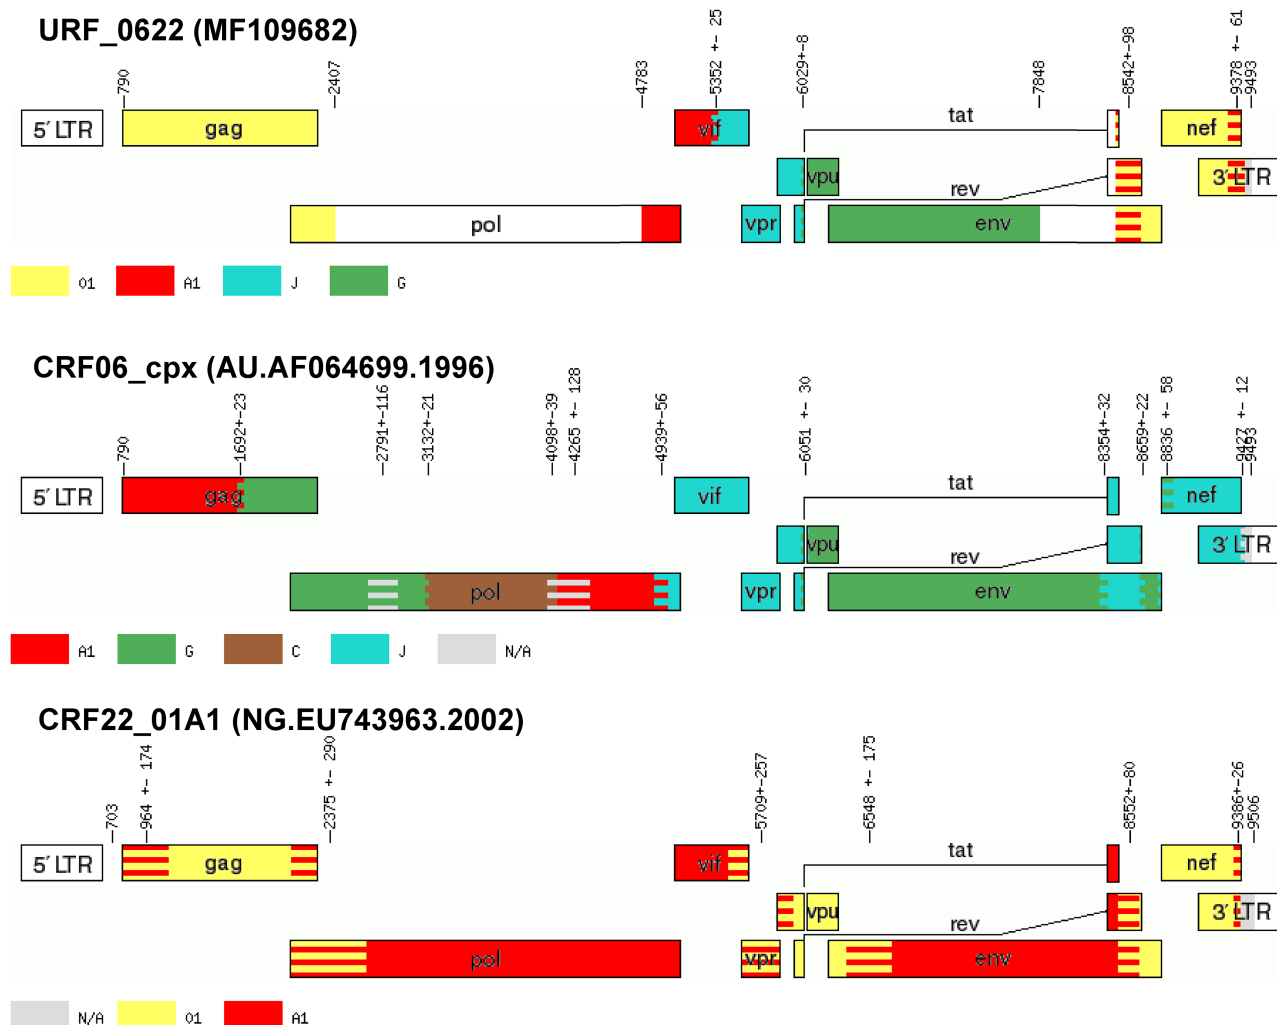 URF_0622 (MF109682)
790
2407
4783
5352 +- 25
6029+-8
7848
8542+-98
9378 +- 61
9493
5´ LTR
gag
vif
tat
nef
vpu
rev
3´ LTR
pol
vpr
env
01
A1
J
G
CRF06_cpx (AU.AF064699.1996)
790
1692+-23
2791+-116
3132+-21
4098+-39
4265 +- 128
4939+-56
6051 +- 30
8354+-32
8659+-22
8836 +- 58
9427 +- 12
9493
5´ LTR
gag
vif
tat
nef
vpu
rev
3´ LTR
pol
vpr
env
A1
G
C
J
N/A
CRF22_01A1 (NG.EU743963.2002)
703
964 +- 174
2375 +- 290
5709+-257
6548 +- 175
8552+-80
9386+-26
9506
5´ LTR
gag
vif
tat
nef
vpu
rev
3´ LTR
pol
vpr
env
N/A
01
A1